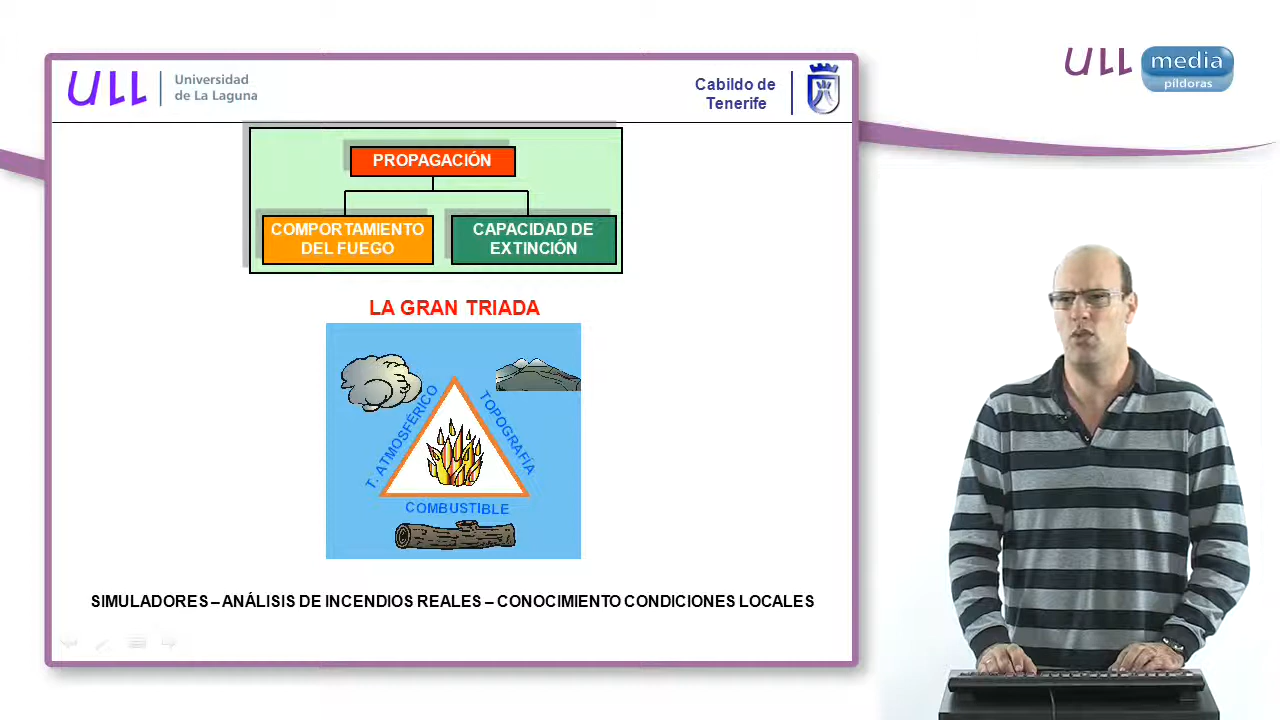 ULL
Universidad
de La Laguna
Cabildo de
Tenerife
ULL media
píldoras
PROPAGACIÓN
COMPORTAMIENTO
DEL FUEGO
CAPACIDAD DE
EXTINCIÓN
LA GRAN TRIADA
T. ATMOSFÉRICO
TOPOGRAFÍA
COMBUSTIBLE
SIMULADORES – ANÁLISIS DE INCENDIOS REALES – CONOCIMIENTO CONDICIONES LOCALES